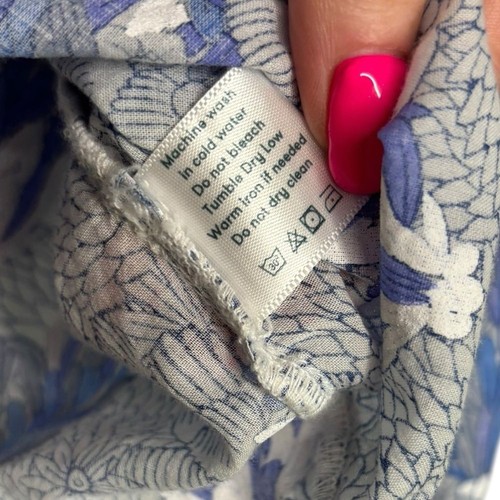 Machine wash
in cold water
Do not bleach
Tumble Dry Low
Warm iron if needed
Do not dry clean
30°